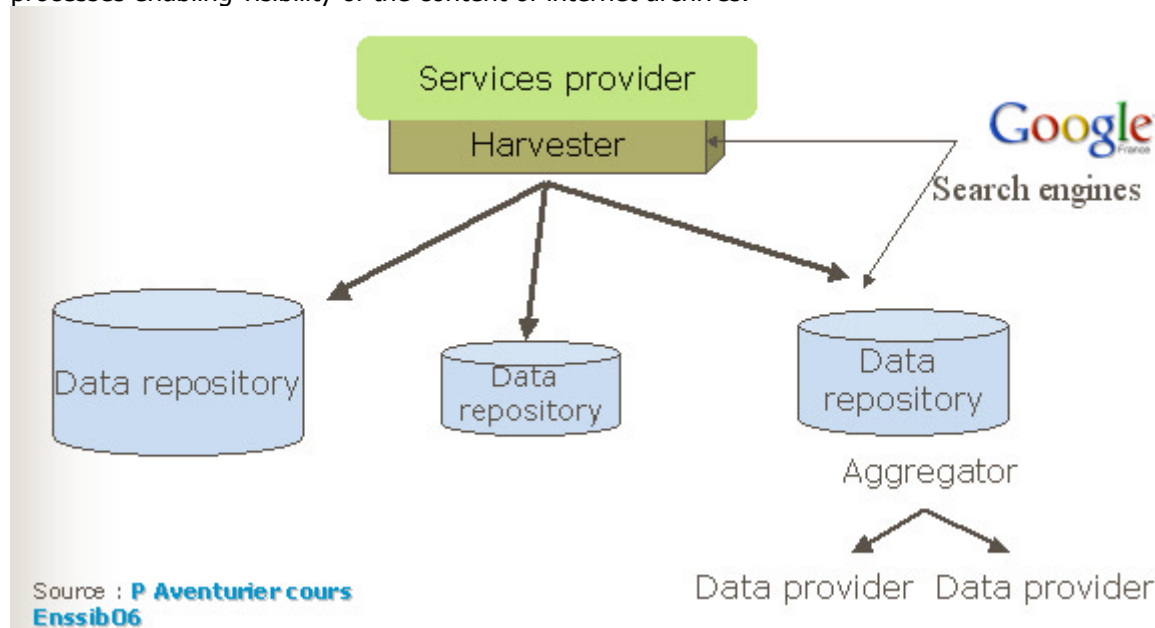 processes enabling visibility of the content of internet archives.
Services provider
Harvester
Google
France
Search engines
Data repository
Data
repository
Data
repository
Aggregator
Data provider Data provider
Source : P Aventurier cours
Enssib06